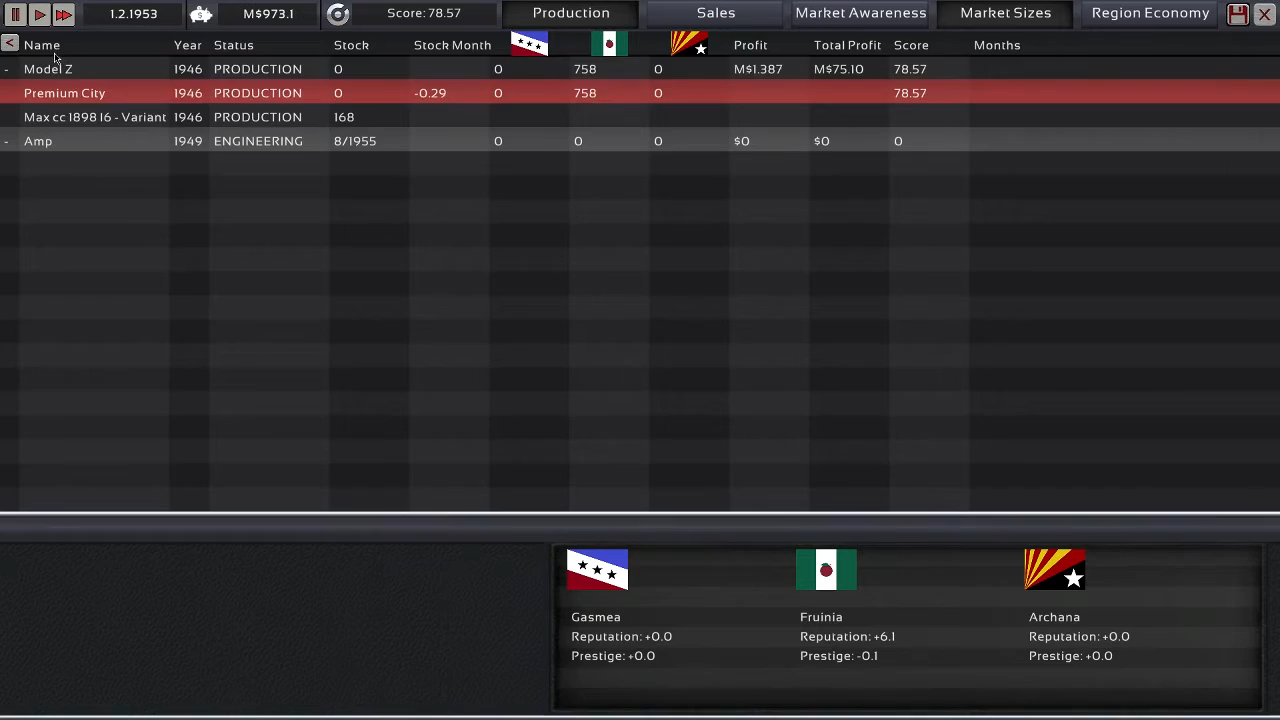 1.2.1953 M$973.1 Score: 78.57 Production Sales Market Awareness Market Sizes Region Economy
< Name Year Status Stock Stock Month Profit Total Profit Score Months
- Model Z 1946 PRODUCTION 0 0 758 0 M$1.387 M$75.10 78.57
Premium City 1946 PRODUCTION 0 -0.29 0 758 0 78.57
Max cc 1898 I6 - Variant 1946 PRODUCTION 168
- Amp 1949 ENGINEERING 8/1955 0 0 0 $0 $0 0
Gasmea Fruinia Archana
Reputation: +0.0 Reputation: +6.1 Reputation: +0.0
Prestige: +0.0 Prestige: -0.1 Prestige: +0.0